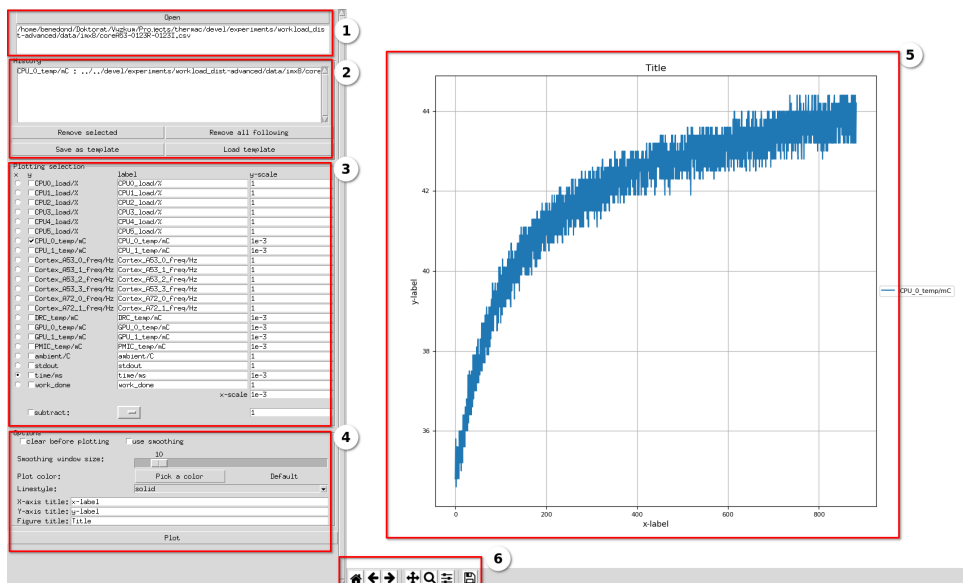 Open
/home/benedond/Doktorat/Vyzkum/Projects/thermac/devel/experiments/workload_dis
t-advanced/data/imx8/coreA53-0123R-0123I.csv
1
History
CPU_0_temp/mC : ../../devel/experiments/workload_dist-advanced/data/imx8/core
2
Remove selected Remove all following
Save as template Load template
Plotting selection
3
x y label y-scale
CPU0_load/% CPU0_load/% 1
CPU1_load/% CPU1_load/% 1
CPU2_load/% CPU2_load/% 1
CPU3_load/% CPU3_load/% 1
CPU4_load/% CPU4_load/% 1
CPU5_load/% CPU5_load/% 1
CPU_0_temp/mC CPU_0_temp/mC 1e-3
CPU_1_temp/mC CPU_1_temp/mC 1e-3
Cortex_A53_0_freq/Hz Cortex_A53_0_freq/Hz 1
Cortex_A53_1_freq/Hz Cortex_A53_1_freq/Hz 1
Cortex_A53_2_freq/Hz Cortex_A53_2_freq/Hz 1
Cortex_A53_3_freq/Hz Cortex_A53_3_freq/Hz 1
Cortex_A72_0_freq/Hz Cortex_A72_0_freq/Hz 1
Cortex_A72_1_freq/Hz Cortex_A72_1_freq/Hz 1
DRC_temp/mC DRC_temp/mC 1e-3
GPU_0_temp/mC GPU_0_temp/mC 1e-3
GPU_1_temp/mC GPU_1_temp/mC 1e-3
PMIC_temp/mC PMIC_temp/mC 1e-3
ambient/C ambient/C 1
stdout stdout 1
time/ms time/ms 1e-3
work_done work_done 1
x-scale 1e-3
subtract: 1
Options
4
clear before plotting use smoothing
10
Smoothing window size:
Plot color: Pick a color Default
Linestyle: solid
X-axis title: x-label
Y-axis title: y-label
Figure title: Title
Plot
5
Title
44
42
40
38
36
y-label
0 200 400 600 800
x-label
CPU_0_temp/mC
6